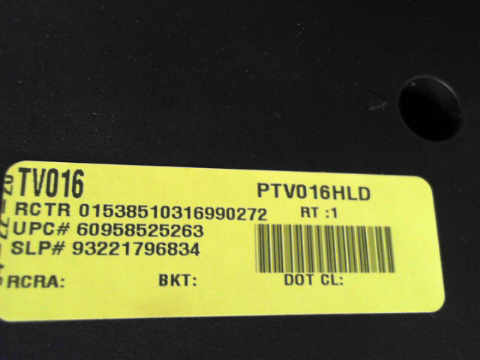 TV016 PTV016HLD
RCTR 01538510316990272 RT :1
UPC# 60958525263
SLP# 93221796834
RCRA: BKT: DOT CL: